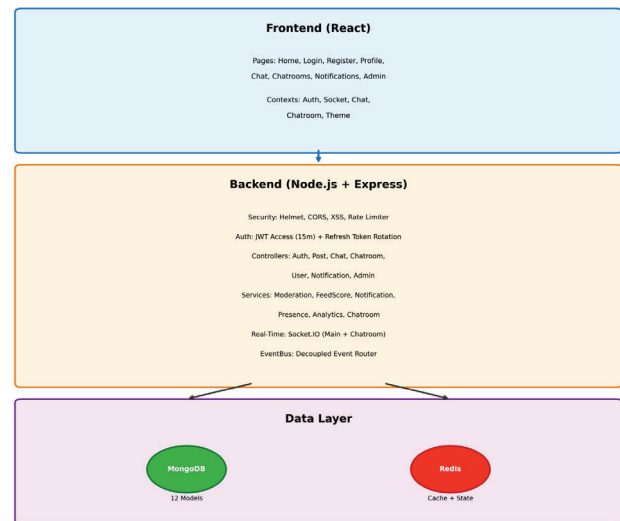 Frontend (React)
Pages: Home, Login, Register, Profile,
Chat, Chatrooms, Notifications, Admin
Contexts: Auth, Socket, Chat,
Chatroom, Theme
Backend (Node.js + Express)
Security: Helmet, CORS, XSS, Rate Limiter
Auth: JWT Access (15m) + Refresh Token Rotation
Controllers: Auth, Post, Chat, Chatroom,
User, Notification, Admin
Services: Moderation, FeedScore, Notification,
Presence, Analytics, Chatroom
Real-Time: Socket.IO (Main + Chatroom)
EventBus: Decoupled Event Router
Data Layer
MongoDB
12 Models
Redis
Cache + State